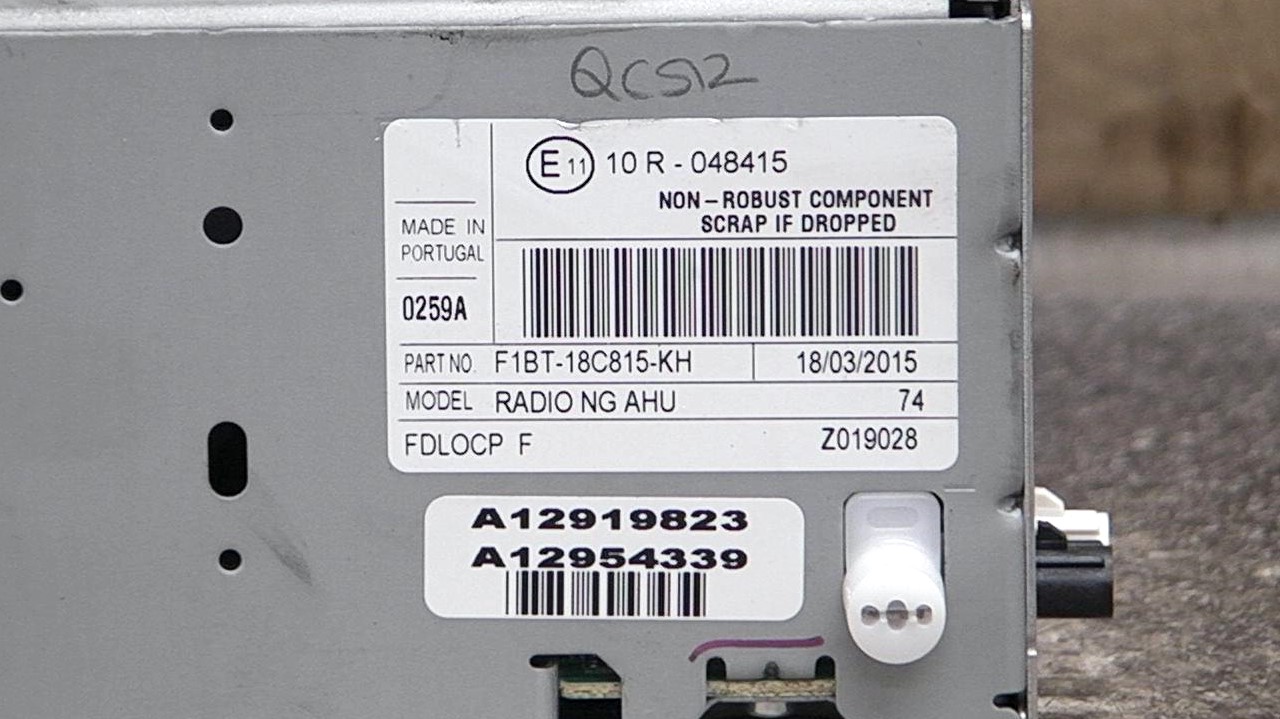 QCS12
E 11 10 R - 048415
NON - ROBUST COMPONENT
SCRAP IF DROPPED
MADE IN
PORTUGAL
0259A
PART NO. F1BT-18C815-KH 18/03/2015
MODEL RADIO NG AHU 74
FDLOCP F Z019028
A12919823
A12954339